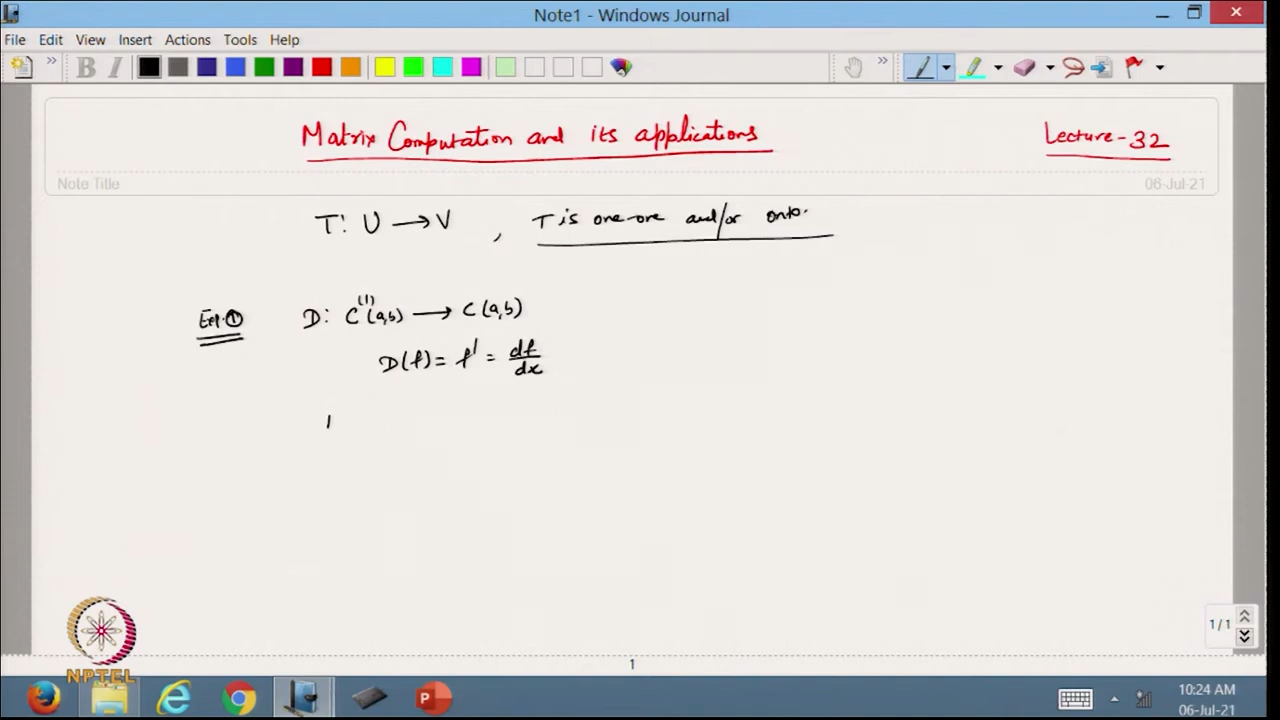 Note1 - Windows Journal
File Edit View Insert Actions Tools Help
Matrix Computation and its applications
Lecture-32
Note Title
06-Jul-21
T: U → V , T is one-one and/or onto.
Exp.① D: C⁽¹⁾(a,b) → C(a,b)
D(f) = f' = df/dx
1/1
1
NPTEL
10:24 AM
06-Jul-21